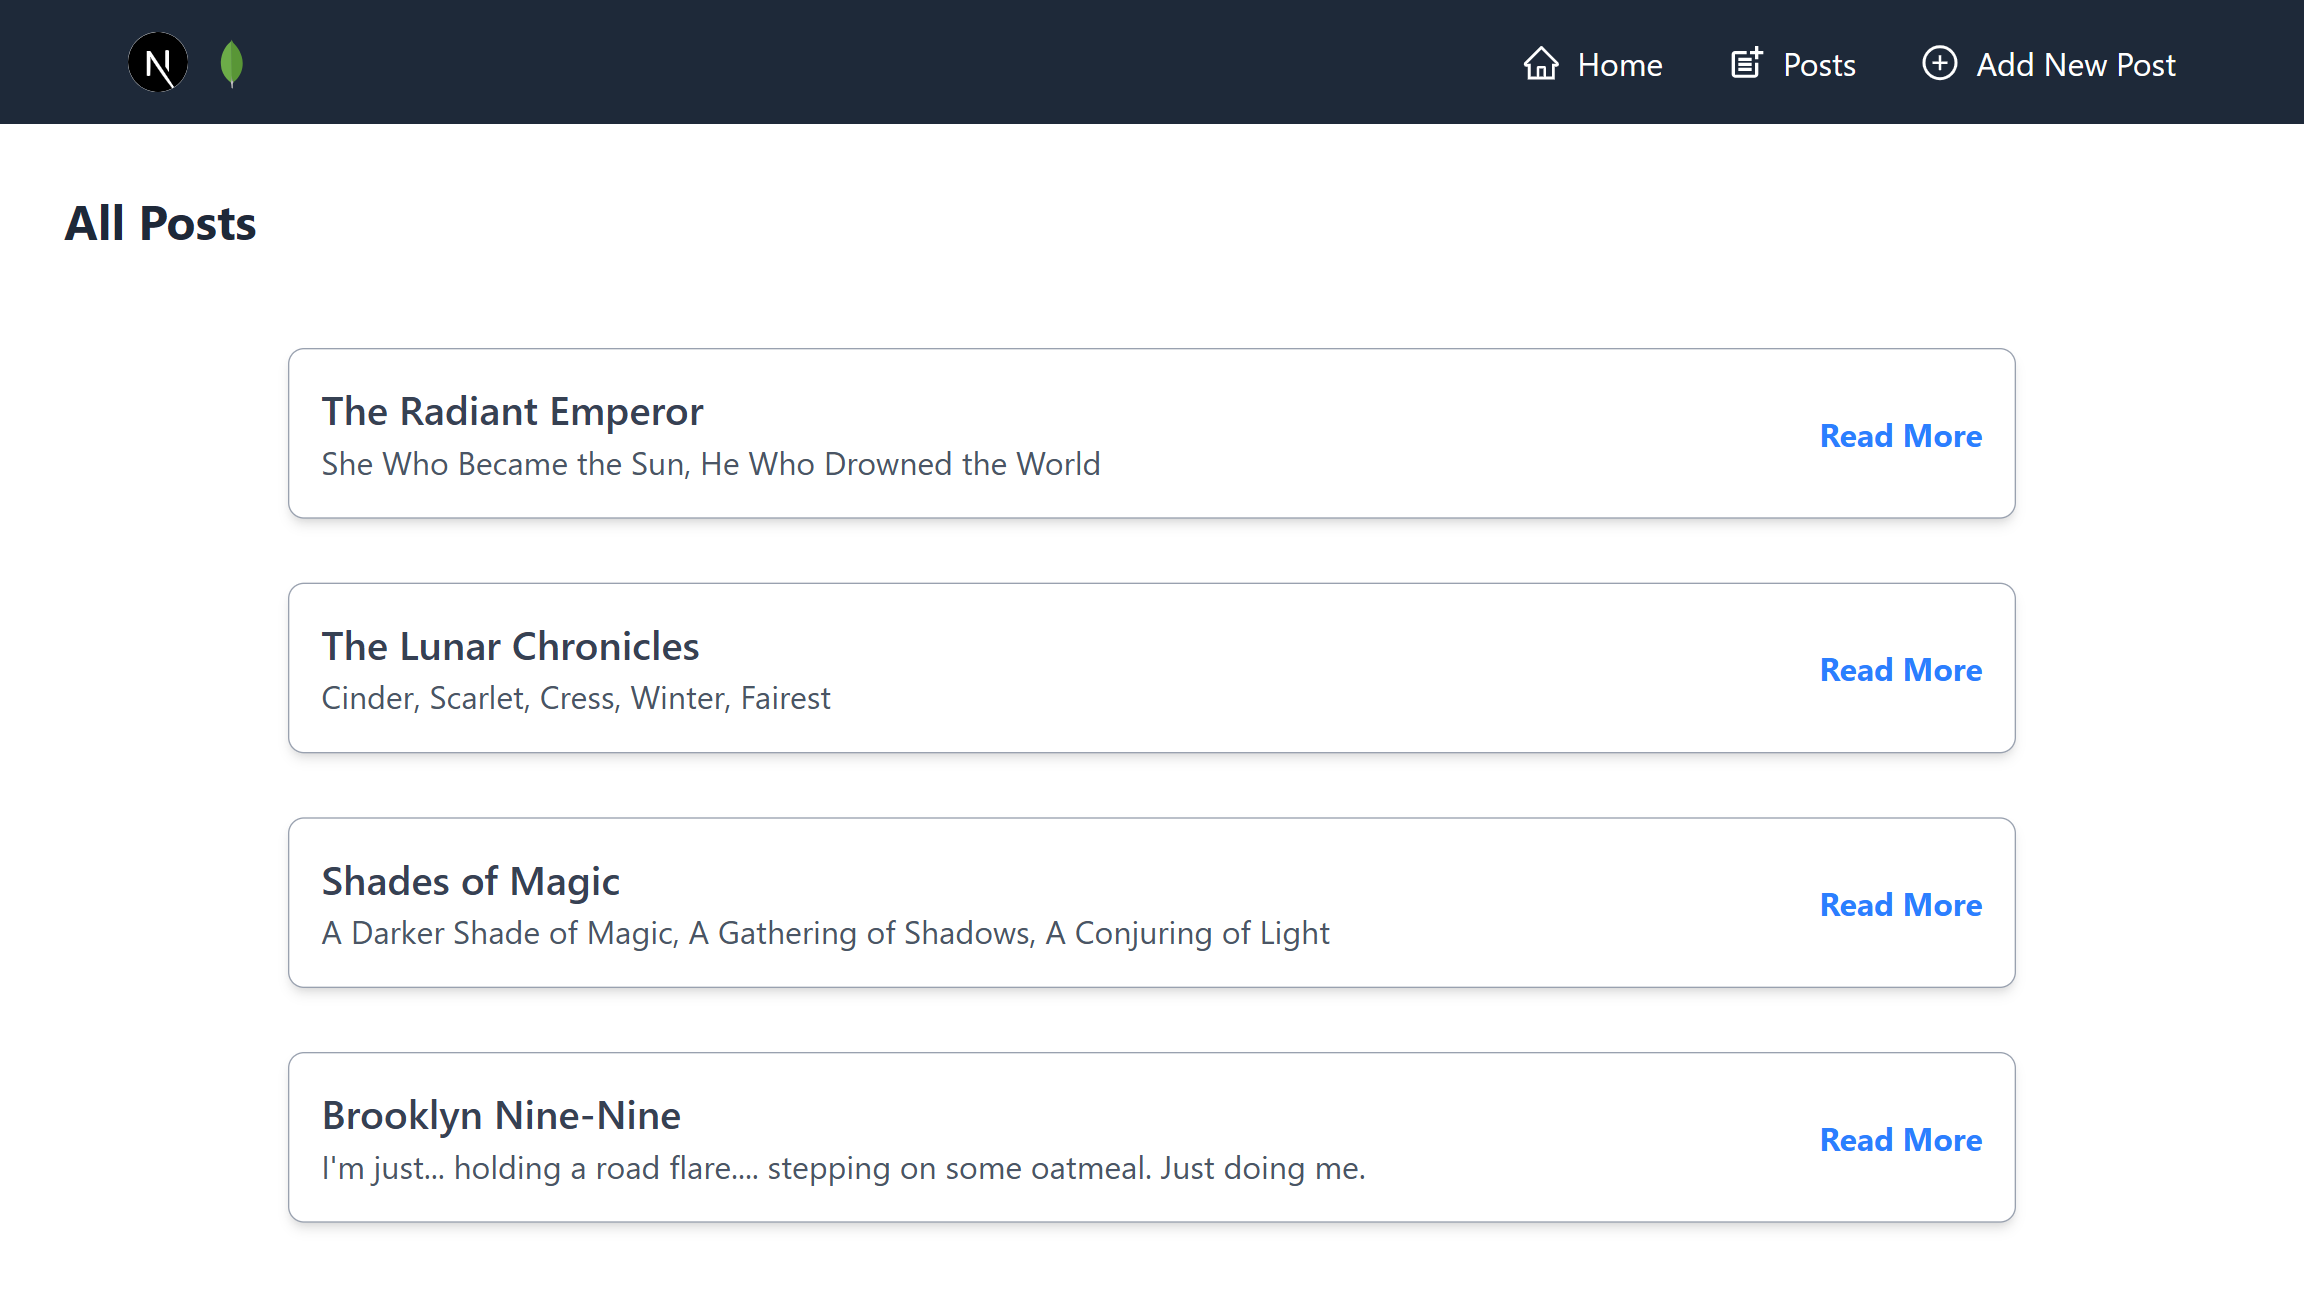 N
Home
Posts
Add New Post
All Posts
The Radiant Emperor
She Who Became the Sun, He Who Drowned the World
Read More
The Lunar Chronicles
Cinder, Scarlet, Cress, Winter, Fairest
Read More
Shades of Magic
A Darker Shade of Magic, A Gathering of Shadows, A Conjuring of Light
Read More
Brooklyn Nine-Nine
I'm just... holding a road flare.... stepping on some oatmeal. Just doing me.
Read More